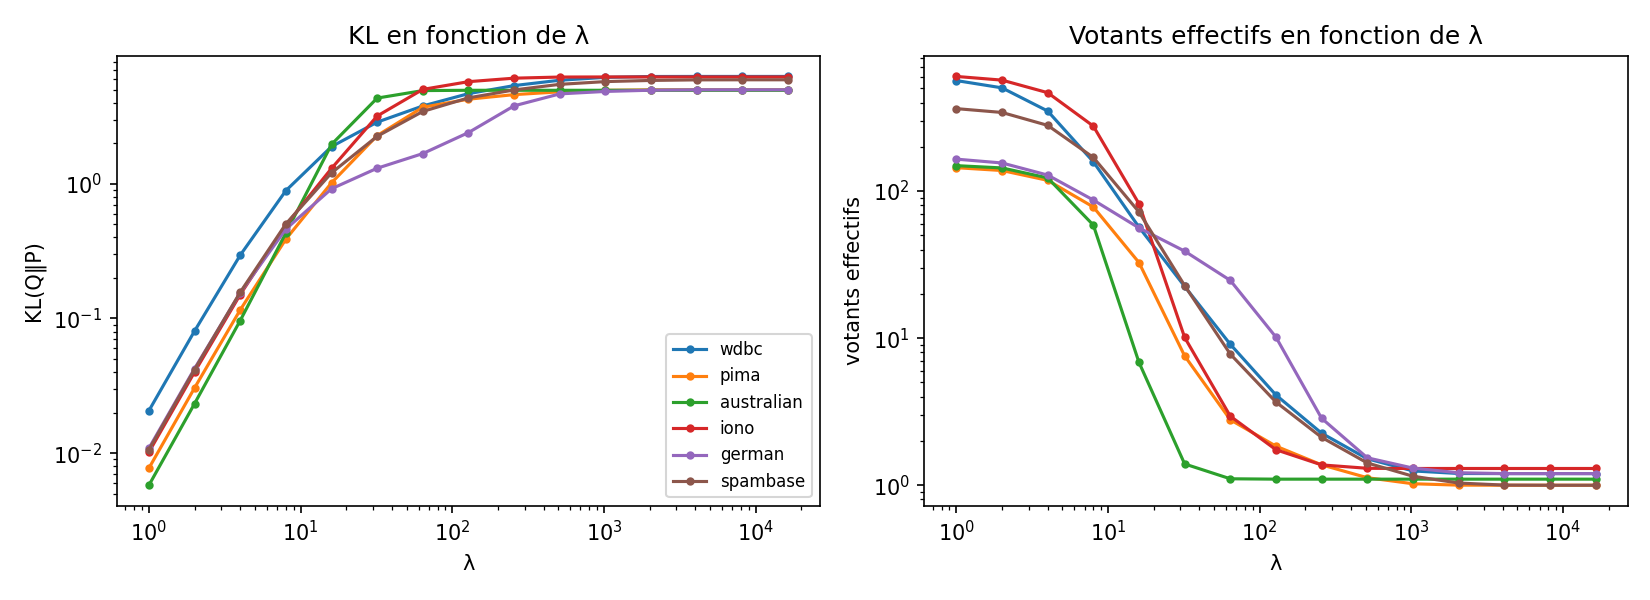 KL en fonction de λ
KL(Q∥P)
10⁰
10⁻¹
10⁻²
10⁰
10¹
10²
10³
10⁴
λ
wdbc
pima
australian
iono
german
spambase
Votants effectifs en fonction de λ
votants effectifs
10²
10¹
10⁰
10⁰
10¹
10²
10³
10⁴
λ